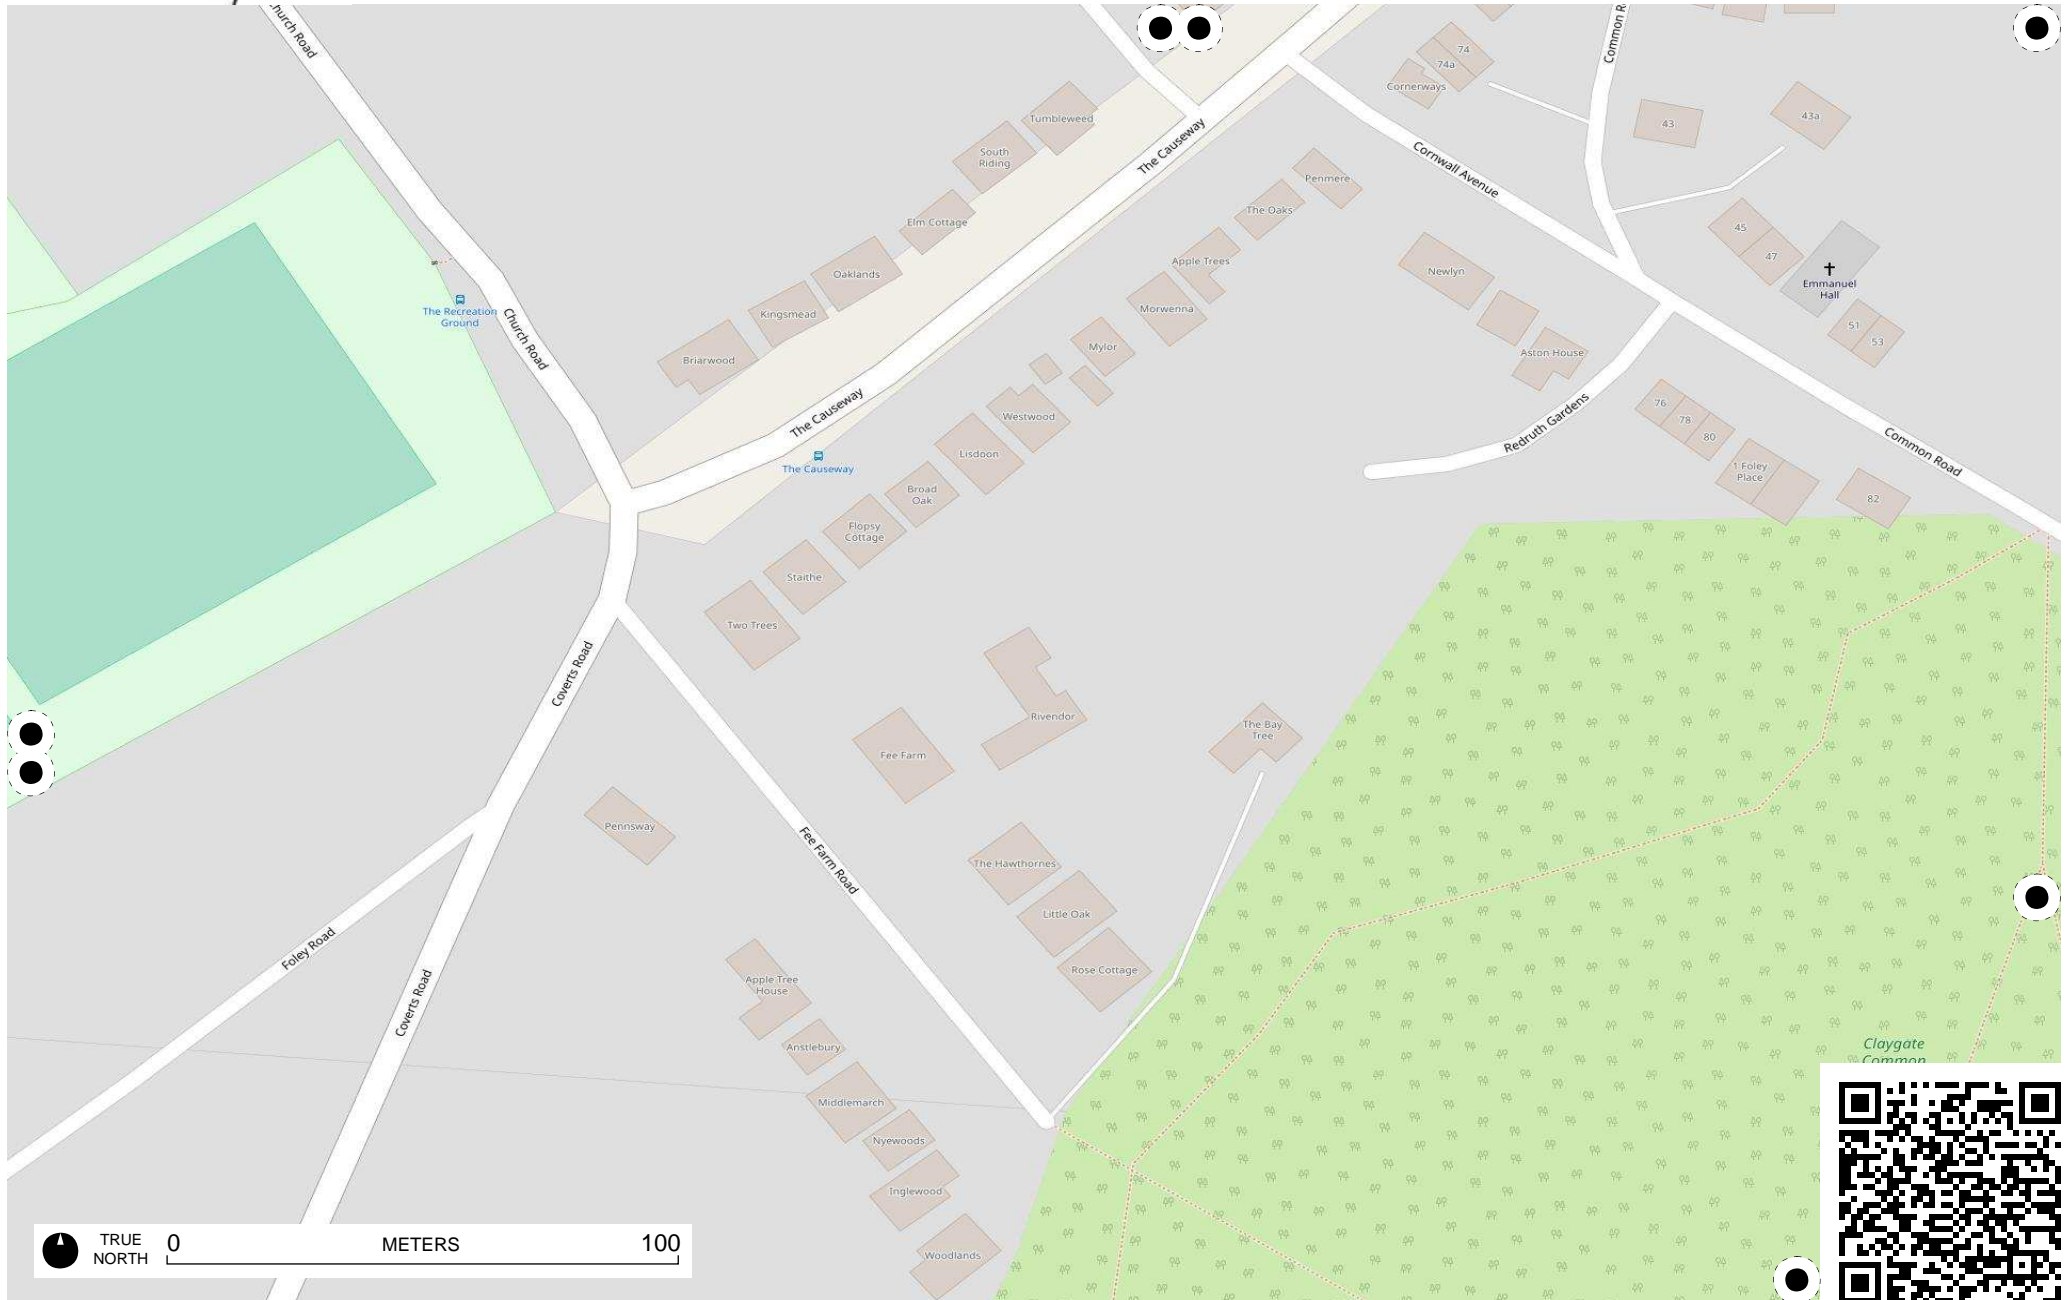 Church Road
Common R
74
74a
Cornerways
Tumbleweed
43
43a
South
Riding
The Causeway
Cornwall Avenue
Penmere
The Oaks
Elm Cottage
45
47
Apple Trees
Oaklands
Newlyn
Emmanuel
Hall
The Recreation
Ground
Kingsmead
Morwenna
51
53
Church Road
Mylor
Aston House
Briarwood
76
78
80
The Causeway
Westwood
Redruth Gardens
Common Road
Lisdoon
The Causeway
1 Foley
Place
Broad
Oak
82
Flopsy
Cottage
Staithe
Two Trees
Coverts Road
Rivendor
The Bay
Tree
Fee Farm
Pennsway
Fee Farm Road
The Hawthornes
Little Oak
Foley Road
Rose Cottage
Apple Tree
House
Coverts Road
Anstlebury
Claygate
Common
Middlemarch
Nyewoods
Inglewood
Woodlands
TRUE
NORTH
0 METERS 100